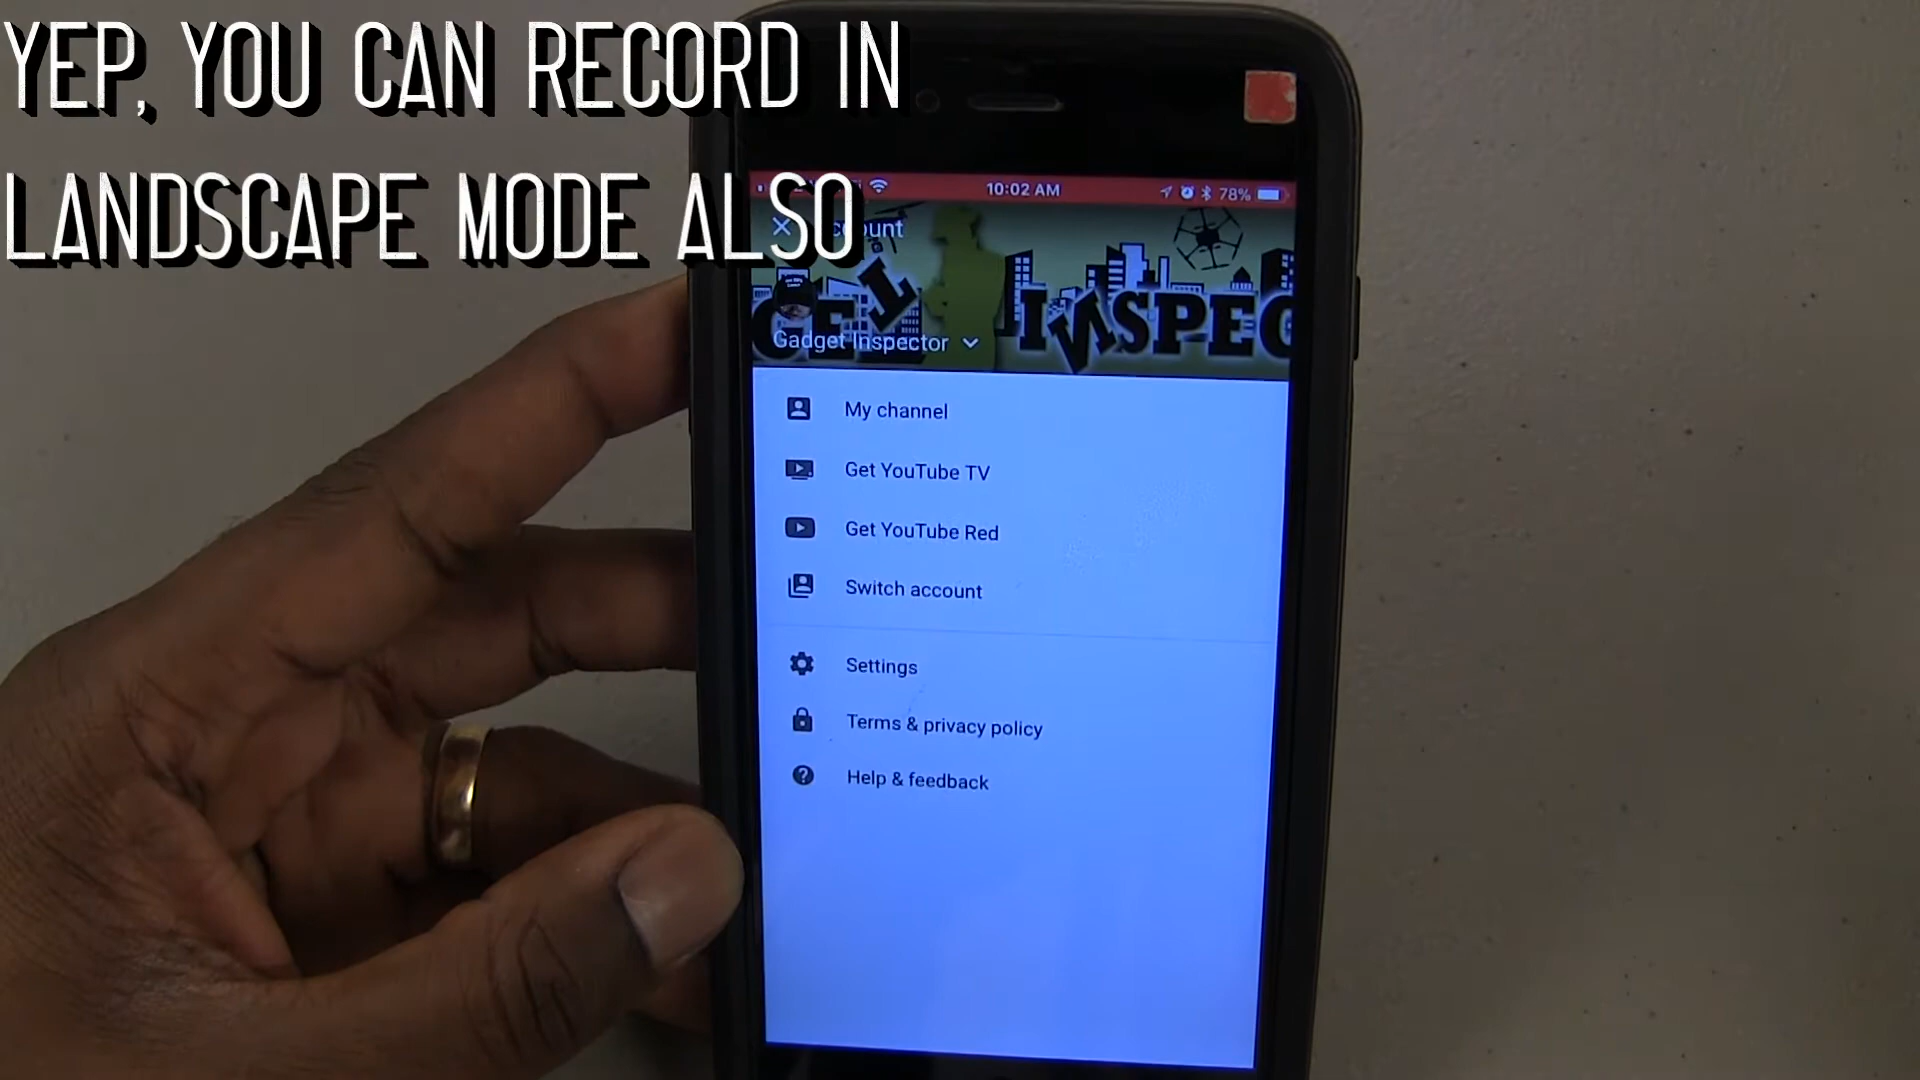 YEP, YOU CAN RECORD IN
LANDSCAPE MODE ALSO
10:02 AM
78%
INSPEC
Gadget Inspector
My channel
Get YouTube TV
Get YouTube Red
Switch account
Settings
Terms & privacy policy
Help & feedback